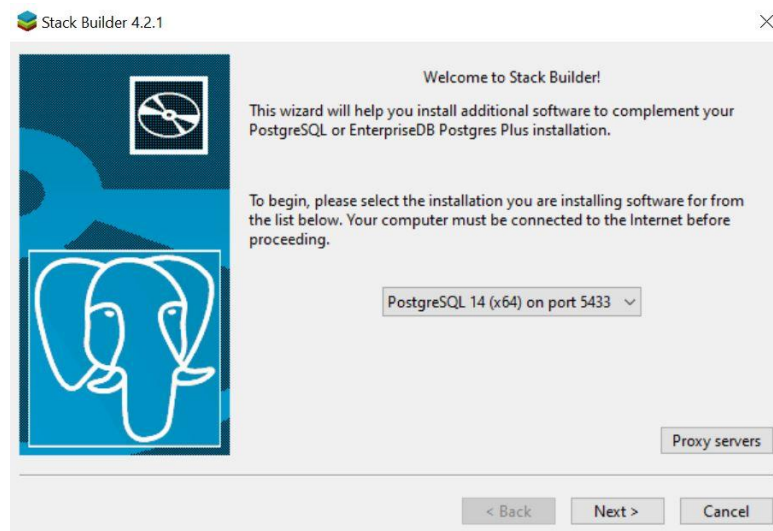 Stack Builder 4.2.1
Welcome to Stack Builder!
This wizard will help you install additional software to complement your
PostgreSQL or EnterpriseDB Postgres Plus installation.
To begin, please select the installation you are installing software for from
the list below. Your computer must be connected to the Internet before
proceeding.
PostgreSQL 14 (x64) on port 5433
Proxy servers
< Back
Next >
Cancel